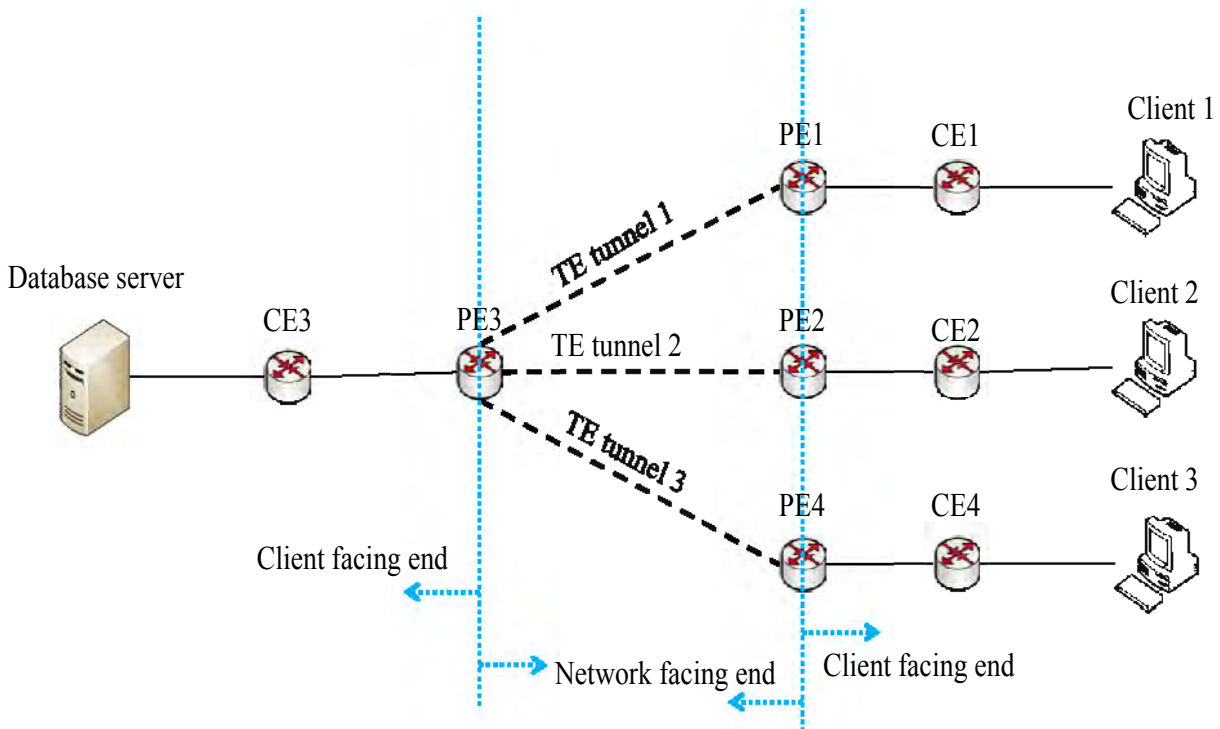 Client 1
PE1
CE1
TE tunnel 1
Database server
Client 2
CE3
PE3
PE2
CE2
TE tunnel 2
TE tunnel 3
Client 3
PE4
CE4
Client facing end
Client facing end
Network facing end